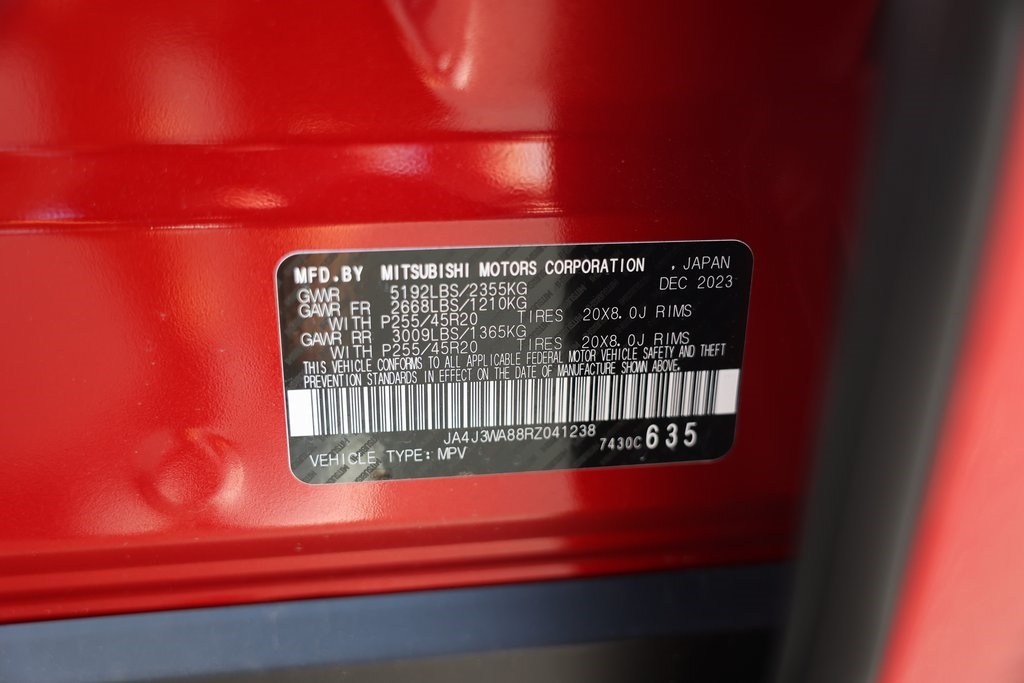 MFD.BY MITSUBISHI MOTORS CORPORATION , JAPAN
GVWR 5192LBS/2355KG DEC 2023
GAWR FR 2668LBS/1210KG
WITH P255/45R20 TIRES 20X8.0J RIMS
GAWR RR 3009LBS/1365KG
WITH P255/45R20 TIRES 20X8.0J RIMS
THIS VEHICLE CONFORMS TO ALL APPLICABLE FEDERAL MOTOR VEHICLE SAFETY AND THEFT
PREVENTION STANDARDS IN EFFECT ON THE DATE OF MANUFACTURE SHOWN ABOVE.
JA4J3WA88RZ041238 7430C 635
VEHICLE TYPE: MPV